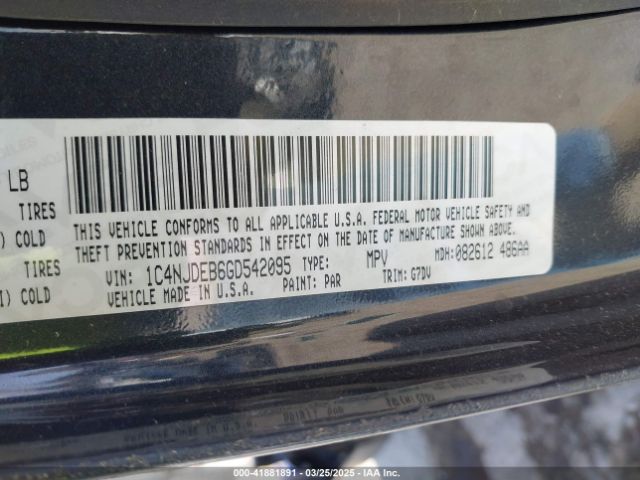 LB
TIRES
) COLD
TIRES
I) COLD
THIS VEHICLE CONFORMS TO ALL APPLICABLE U.S.A. FEDERAL MOTOR VEHICLE SAFETY AND
THEFT PREVENTION STANDARDS IN EFFECT ON THE DATE OF MANUFACTURE SHOWN ABOVE.
VIN: 1C4NJDEB6GD542095 TYPE: MPV MDH: 082612 486AA
VEHICLE MADE IN U.S.A. PAINT: PAR TRIM: G7DV
000-41881891 - 03/25/2025 - IAA Inc.